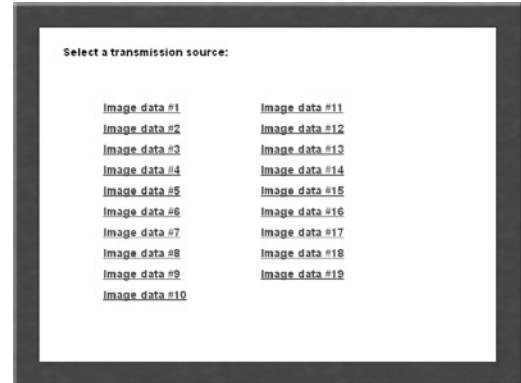 Select a transmission source:
Image data #1
Image data #2
Image data #3
Image data #4
Image data #5
Image data #6
Image data #7
Image data #8
Image data #9
Image data #10
Image data #11
Image data #12
Image data #13
Image data #14
Image data #15
Image data #16
Image data #17
Image data #18
Image data #19